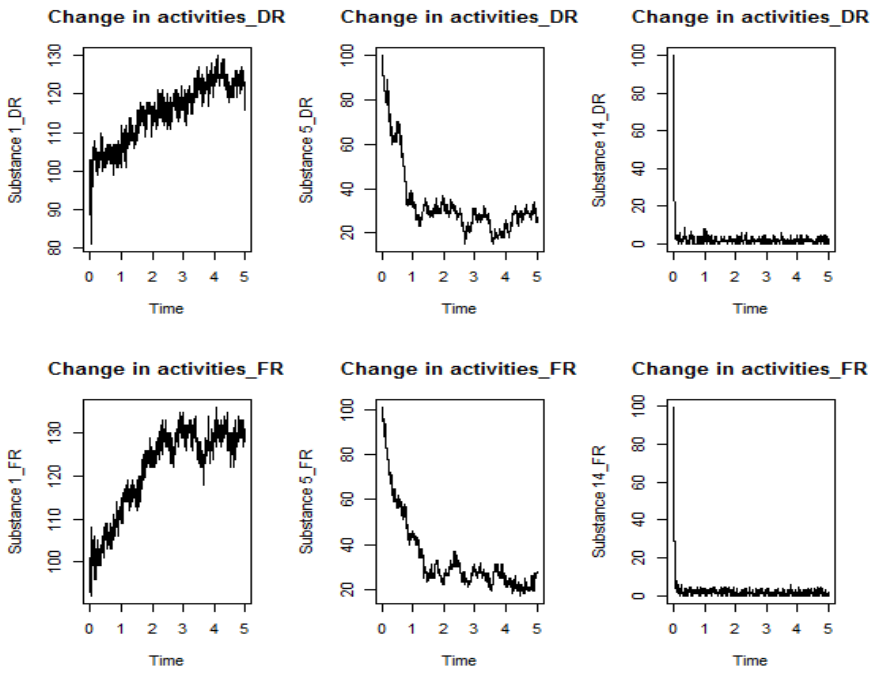 Change in activities_DR
Substance 1_DR
80 90 100 110 120 130
0 1 2 3 4 5
Time
Change in activities_DR
Substance 5_DR
20 40 60 80 100
0 1 2 3 4 5
Time
Change in activities_DR
Substance 14_DR
0 20 40 60 80 100
0 1 2 3 4 5
Time
Change in activities_FR
Substance 1_FR
100 110 120 130
0 1 2 3 4 5
Time
Change in activities_FR
Substance 5_FR
20 40 60 80 100
0 1 2 3 4 5
Time
Change in activities_FR
Substance 14_FR
0 20 40 60 80 100
0 1 2 3 4 5
Time